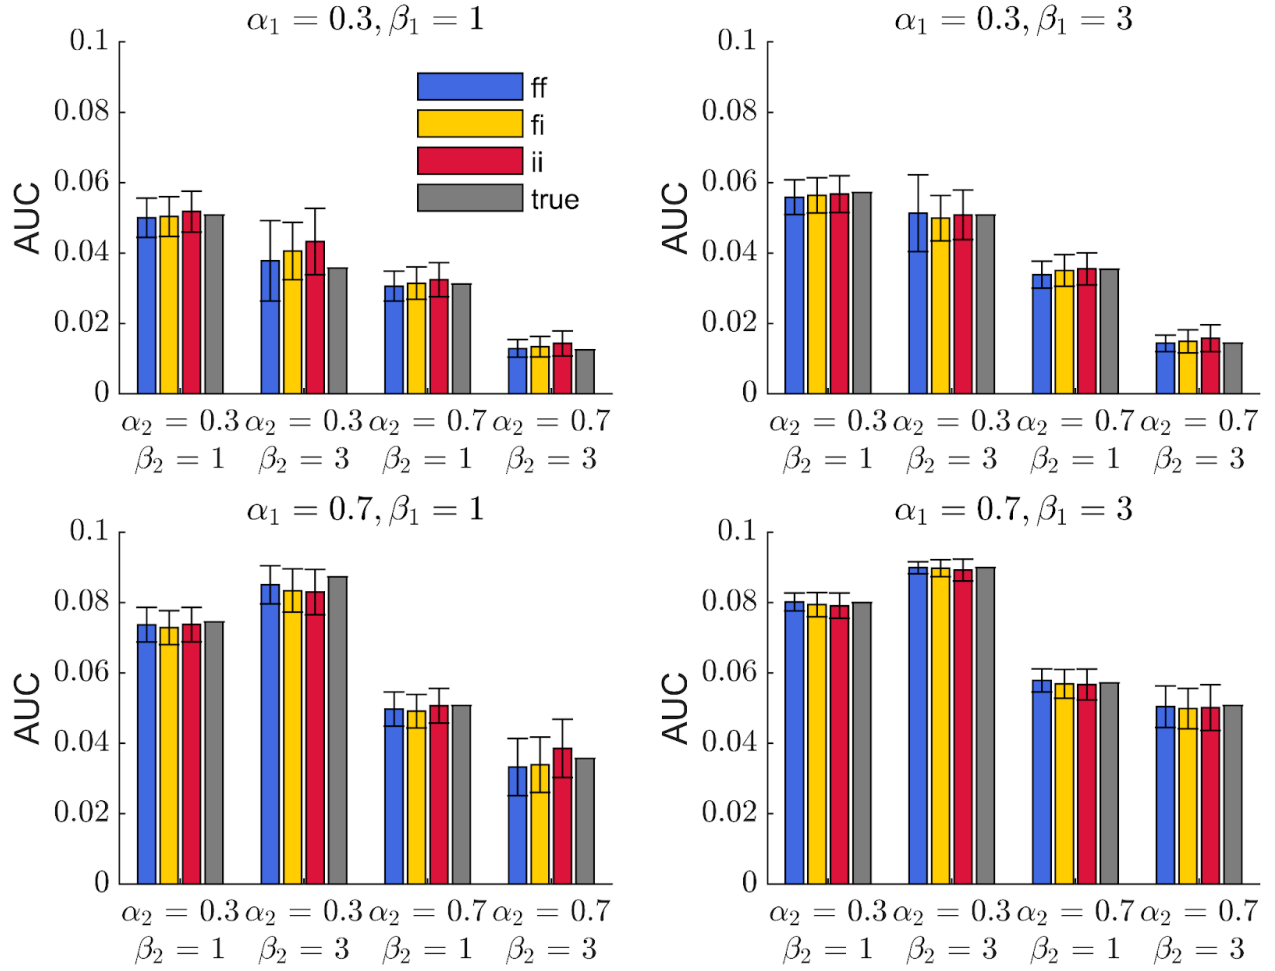 α₁ = 0.3, β₁ = 1
0.1
0.08
0.06
0.04
0.02
0
AUC
ff
fi
ii
true
α₂ = 0.3 α₂ = 0.3 α₂ = 0.7 α₂ = 0.7
β₂ = 1 β₂ = 3 β₂ = 1 β₂ = 3
α₁ = 0.3, β₁ = 3
0.1
0.08
0.06
0.04
0.02
0
AUC
α₂ = 0.3 α₂ = 0.3 α₂ = 0.7 α₂ = 0.7
β₂ = 1 β₂ = 3 β₂ = 1 β₂ = 3
α₁ = 0.7, β₁ = 1
0.1
0.08
0.06
0.04
0.02
0
AUC
α₂ = 0.3 α₂ = 0.3 α₂ = 0.7 α₂ = 0.7
β₂ = 1 β₂ = 3 β₂ = 1 β₂ = 3
α₁ = 0.7, β₁ = 3
0.1
0.08
0.06
0.04
0.02
0
AUC
α₂ = 0.3 α₂ = 0.3 α₂ = 0.7 α₂ = 0.7
β₂ = 1 β₂ = 3 β₂ = 1 β₂ = 3